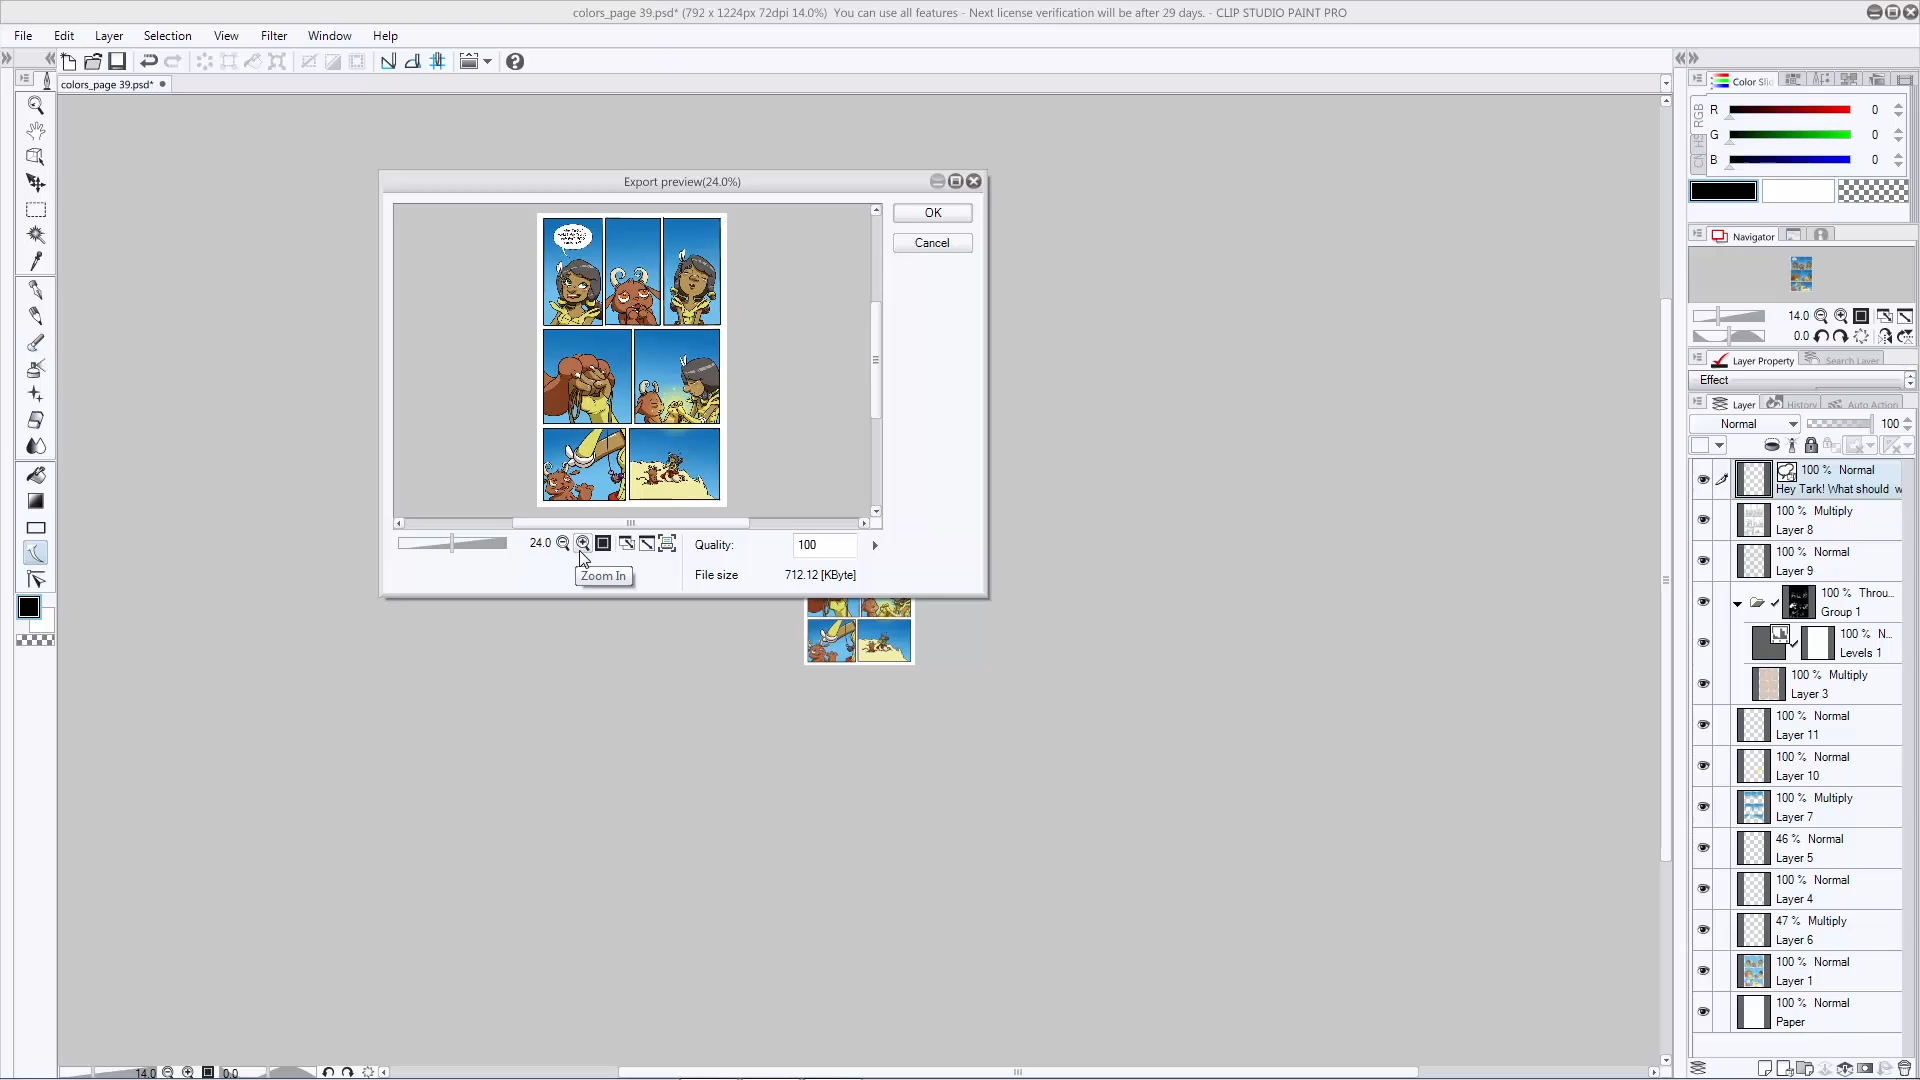 colors_page 39.psd* (792 x 1224px 72dpi 14.0%)  You can use all features - Next license verification will be after 29 days. - CLIP STUDIO PAINT PRO
File Edit Layer Selection View Filter Window Help
colors_page 39.psd*
Color Sli
RGB
R 0
G 0
B 0
Navigator
14.0
0.0
Layer Property Search Layer
Effect
Layer History Auto Action
Normal 100
100 % Normal
Hey Tark! What should w
100 % Multiply
Layer 8
100 % Normal
Layer 9
100 % Throu...
Group 1
100 % N...
Levels 1
100 % Multiply
Layer 3
100 % Normal
Layer 11
100 % Normal
Layer 10
100 % Multiply
Layer 7
46 % Normal
Layer 5
100 % Normal
Layer 4
47 % Multiply
Layer 6
100 % Normal
Layer 1
100 % Normal
Paper
Export preview(24.0%)
OK
Cancel
24.0
Quality: 100
Zoom In
File size 712.12 [KByte]
14.0 0.0